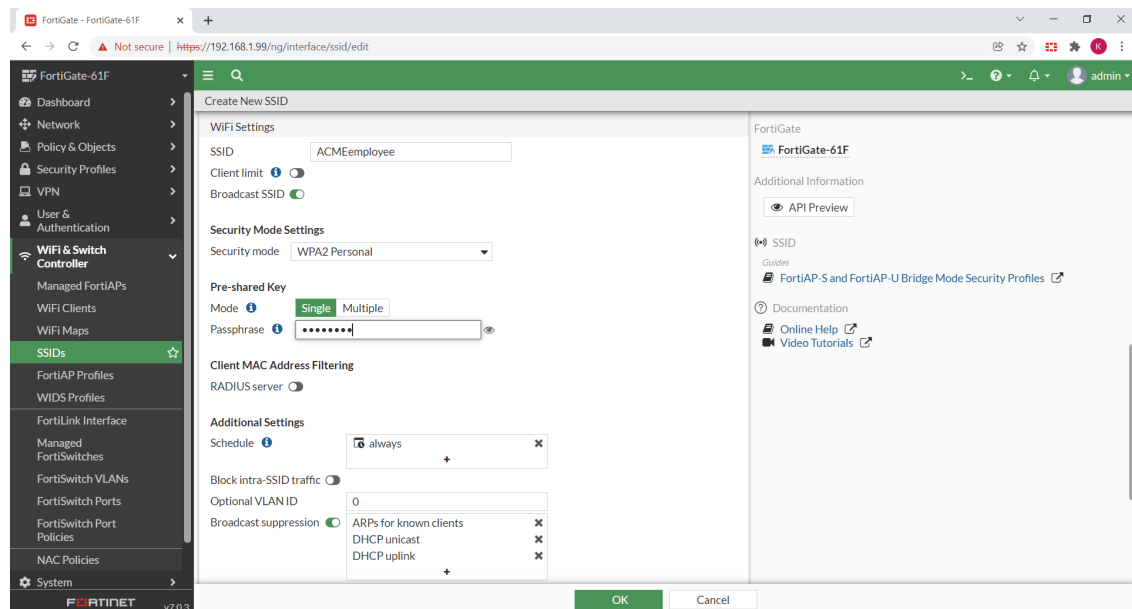 FortiGate - FortiGate-61F
Not secure | https://192.168.1.99/ng/interface/ssid/edit
K
FortiGate-61F
admin
Dashboard
Network
Policy & Objects
Security Profiles
VPN
User &
Authentication
WiFi & Switch
Controller
Managed FortiAPs
WiFi Clients
WiFi Maps
SSIDs
FortiAP Profiles
WIDS Profiles
FortiLink Interface
Managed
FortiSwitches
FortiSwitch VLANs
FortiSwitch Ports
FortiSwitch Port
Policies
NAC Policies
System
FORTINET
v7.0.3
Create New SSID
WiFi Settings
SSID ACMEemployee
Client limit
Broadcast SSID
Security Mode Settings
Security mode WPA2 Personal
Pre-shared Key
Mode Single Multiple
Passphrase ••••••••
Client MAC Address Filtering
RADIUS server
Additional Settings
Schedule always
Block intra-SSID traffic
Optional VLAN ID 0
Broadcast suppression ARPs for known clients
DHCP unicast
DHCP uplink
OK Cancel
FortiGate
FortiGate-61F
Additional Information
API Preview
SSID
Guides
FortiAP-S and FortiAP-U Bridge Mode Security Profiles
Documentation
Online Help
Video Tutorials